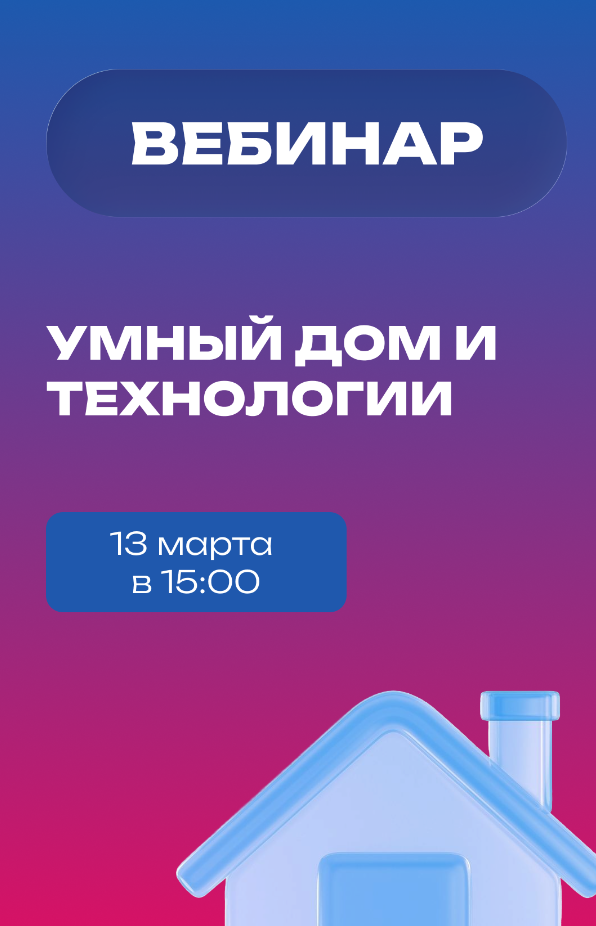 ВЕБИНАР
УМНЫЙ ДОМ И
ТЕХНОЛОГИИ
13 марта
в 15:00